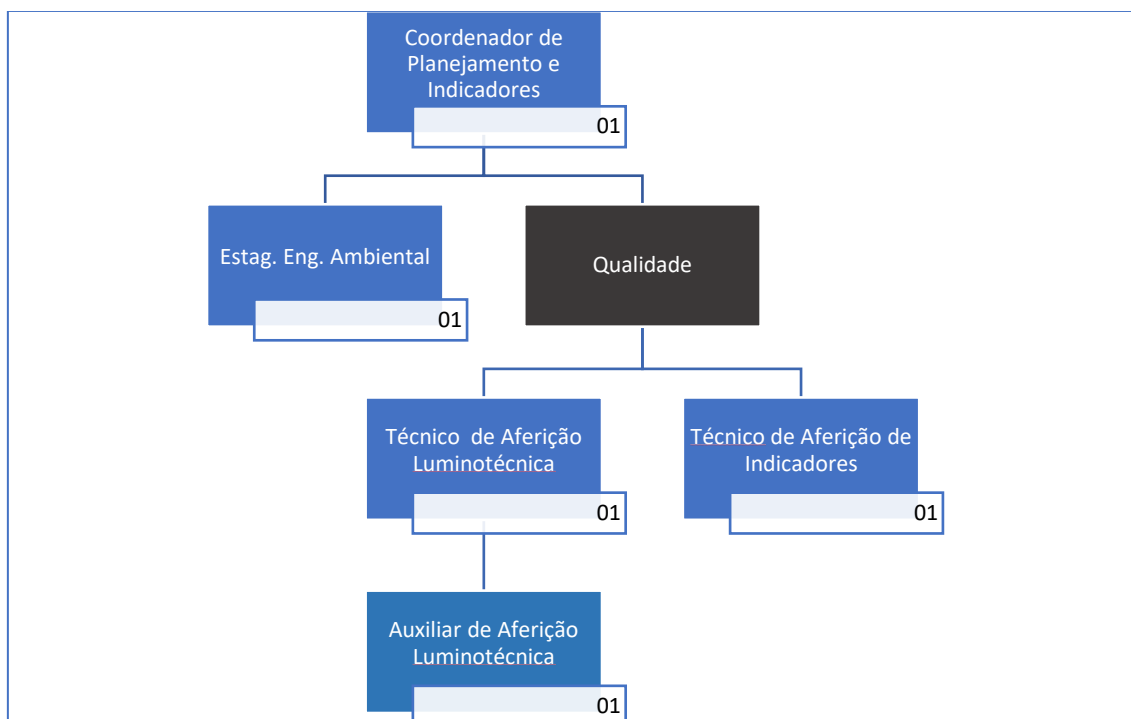 Coordenador de
Planejamento e
Indicadores
01
Estag. Eng. Ambiental
01
Qualidade
Técnico  de Aferição
Luminotécnica
01
Técnico de Aferição de
Indicadores
01
Auxiliar de Aferição
Luminotécnica
01